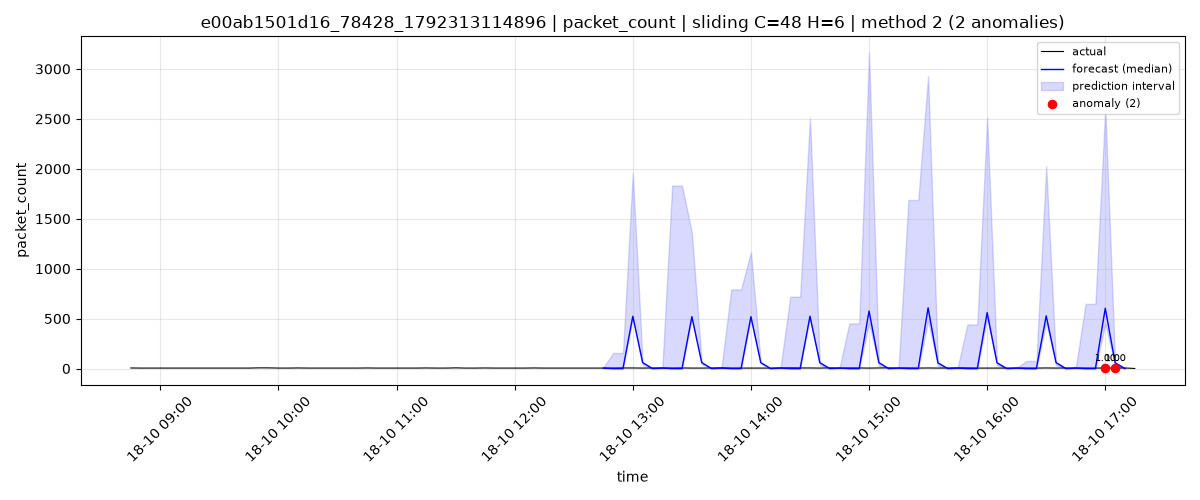 e00ab1501d16_78428_1792313114896 | packet_count | sliding C=48 H=6 | method 2 (2 anomalies)
actual
forecast (median)
prediction interval
anomaly (2)
3000
2500
2000
1500
1000
500
0
packet_count
18-10 09:00
18-10 10:00
18-10 11:00
18-10 12:00
18-10 13:00
18-10 14:00
18-10 15:00
18-10 16:00
18-10 17:00
time